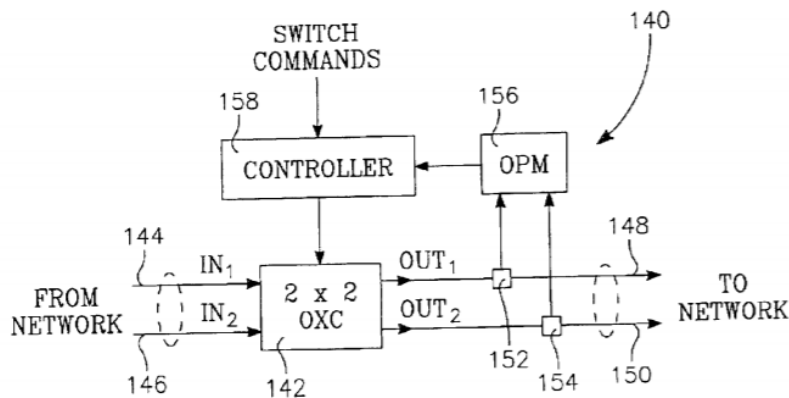 SWITCH
COMMANDS
140
158
156
CONTROLLER
OPM
144
IN1
OUT1
148
FROM
NETWORK
2 x 2
OXC
TO
NETWORK
IN2
OUT2
146
142
152
154
150